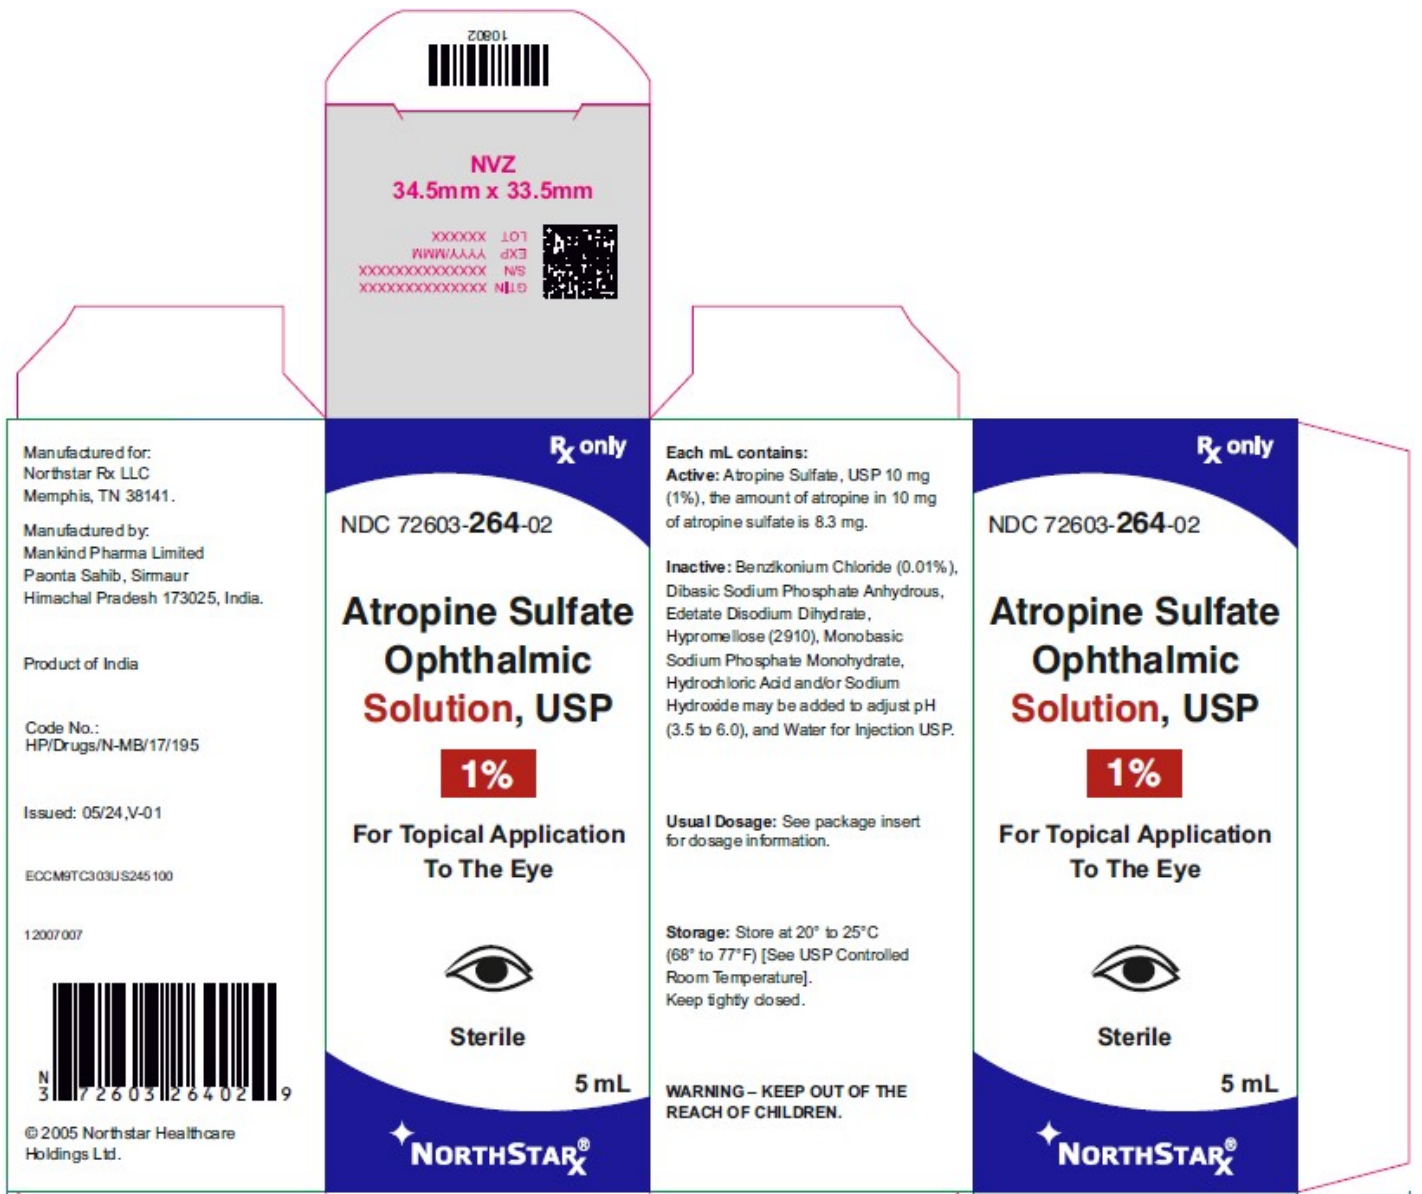 10802
NVZ
34.5mm x 33.5mm
GTIN XXXXXXXXXXXXXX
S/N XXXXXXXXXXXXXX
EXP YYYY/MMM
LOT XXXXXX
Manufactured for:
Northstar Rx LLC
Memphis, TN 38141.
Manufactured by:
Mankind Pharma Limited
Paonta Sahib, Sirmaur
Himachal Pradesh 173025, India.
Product of India
Code No.:
HP/Drugs/N-MB/17/195
Issued: 05/24,V-01
ECCM9TC303US245100
12007007
N
3 72603 26402 9
© 2005 Northstar Healthcare
Holdings Ltd.
Rx only
NDC 72603-264-02
Atropine Sulfate
Ophthalmic
Solution, USP
1%
For Topical Application
To The Eye
Sterile
5 mL
NORTHSTARx®
Each mL contains:
Active: Atropine Sulfate, USP 10 mg
(1%), the amount of atropine in 10 mg
of atropine sulfate is 8.3 mg.
Inactive: Benzlkonium Chloride (0.01%),
Dibasic Sodium Phosphate Anhydrous,
Edetate Disodium Dihydrate,
Hypromellose (2910), Monobasic
Sodium Phosphate Monohydrate,
Hydrochloric Acid and/or Sodium
Hydroxide may be added to adjust pH
(3.5 to 6.0), and Water for Injection USP.
Usual Dosage: See package insert
for dosage information.
Storage: Store at 20° to 25°C
(68° to 77°F) [See USP Controlled
Room Temperature].
Keep tightly closed.
WARNING – KEEP OUT OF THE
REACH OF CHILDREN.
Rx only
NDC 72603-264-02
Atropine Sulfate
Ophthalmic
Solution, USP
1%
For Topical Application
To The Eye
Sterile
5 mL
NORTHSTARx®